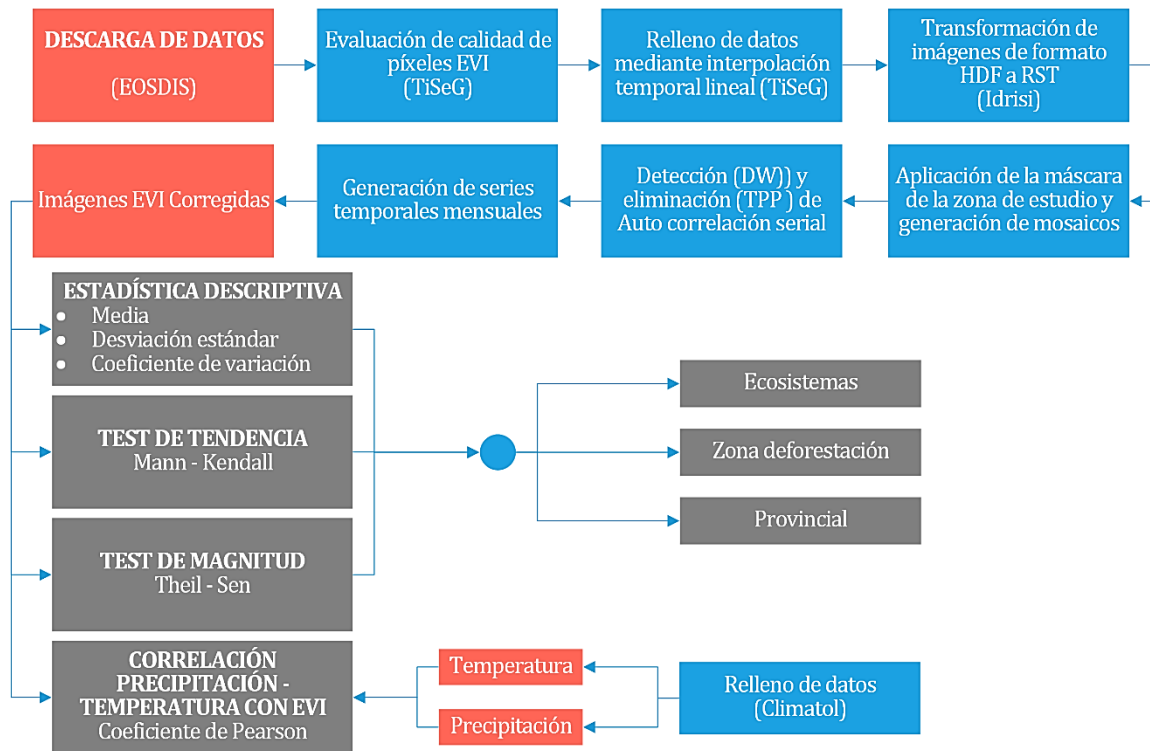 DESCARGA DE DATOS
(EOSDIS)
Evaluación de calidad de
píxeles EVI
(TiSeG)
Relleno de datos
mediante interpolación
temporal lineal (TiSeG)
Transformación de
imágenes de formato
HDF a RST
(Idrisi)
Imágenes EVI Corregidas
Generación de series
temporales mensuales
Detección (DW)) y
eliminación (TPP ) de
Auto correlación serial
Aplicación de la máscara
de la zona de estudio y
generación de mosaicos
ESTADÍSTICA DESCRIPTIVA
• Media
• Desviación estándar
• Coeficiente de variación
TEST DE TENDENCIA
Mann - Kendall
TEST DE MAGNITUD
Theil - Sen
CORRELACIÓN
PRECIPITACIÓN -
TEMPERATURA CON EVI
Coeficiente de Pearson
Ecosistemas
Zona deforestación
Provincial
Temperatura
Precipitación
Relleno de datos
(Climatol)